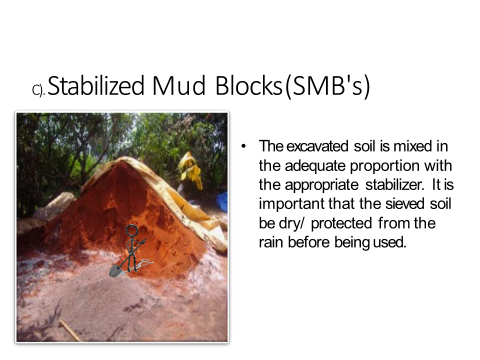 C). Stabilized Mud Blocks(SMB's)
• The excavated soil is mixed in
the adequate proportion with
the appropriate stabilizer. It is
important that the sieved soil
be dry/ protected from the
rain before being used.